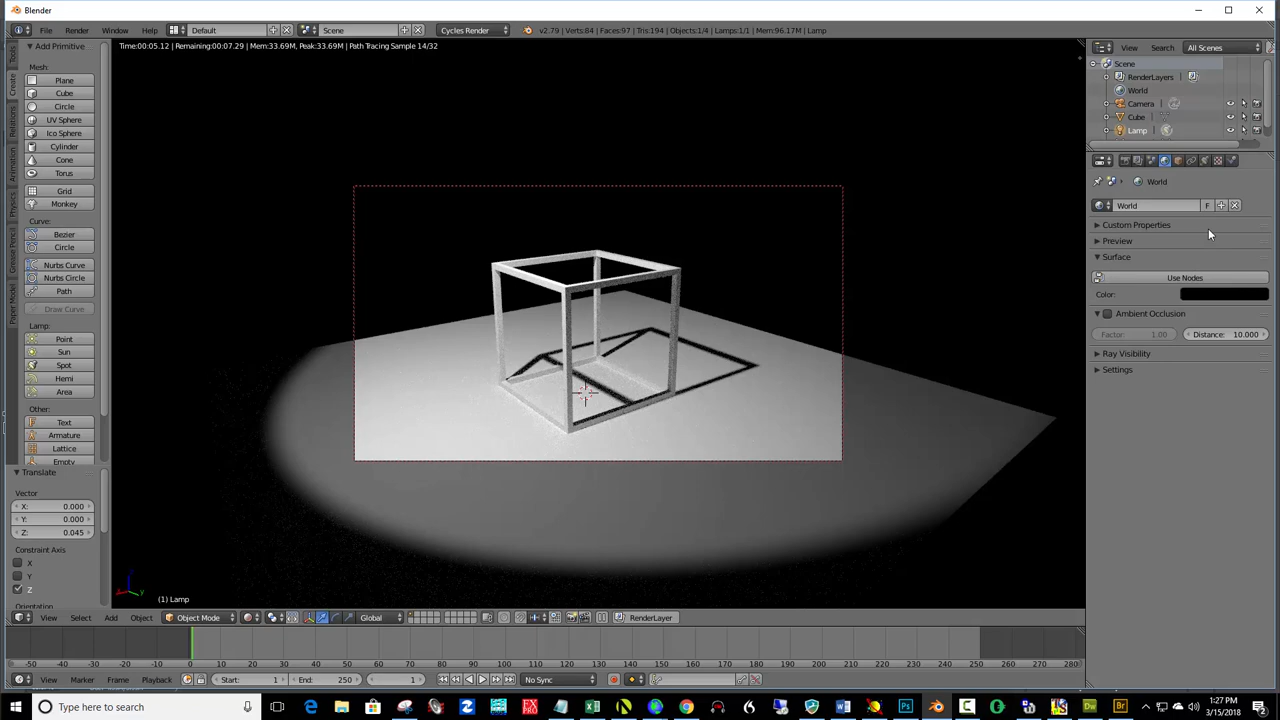 Blender
File Render Window Help Default Scene Cycles Render v2.79 | Verts:84 | Faces:97 | Tris:194 | Objects:1/4 | Lamps:1/1 | Mem:96.17M | Lamp
Add Primitive
Time:00:05.12 | Remaining:00:07.29 | Mem:33.69M, Peak:33.69M | Path Tracing Sample 14/32
Tools
Create
Relations
Animation
Physics
Grease Pencil
Paper Model
Mesh:
Plane
Cube
Circle
UV Sphere
Ico Sphere
Cylinder
Cone
Torus
Grid
Monkey
Curve:
Bezier
Circle
Nurbs Curve
Nurbs Circle
Path
Draw Curve
Lamp:
Point
Sun
Spot
Hemi
Area
Other:
Text
Armature
Lattice
Empty
Translate
Vector
X: 0.000
Y: 0.000
Z: 0.045
Constraint Axis
X
Y
Z
Orientation
(1) Lamp
View Select Add Object Object Mode Global RenderLayer
-50 -40 -30 -20 -10 0 10 20 30 40 50 60 70 80 90 100 110 120 130 140 150 160 170 180 190 200 210 220 230 240 250 260 270 280
View Marker Frame Playback Start: 1 End: 250 1 No Sync
View Search All Scenes
Scene
RenderLayers
World
Camera
Cube
Lamp
World
World F
Custom Properties
Preview
Surface
Use Nodes
Color:
Ambient Occlusion
Factor: 1.00 Distance: 10.000
Ray Visibility
Settings
Type here to search
1:27 PM
3/15/2018